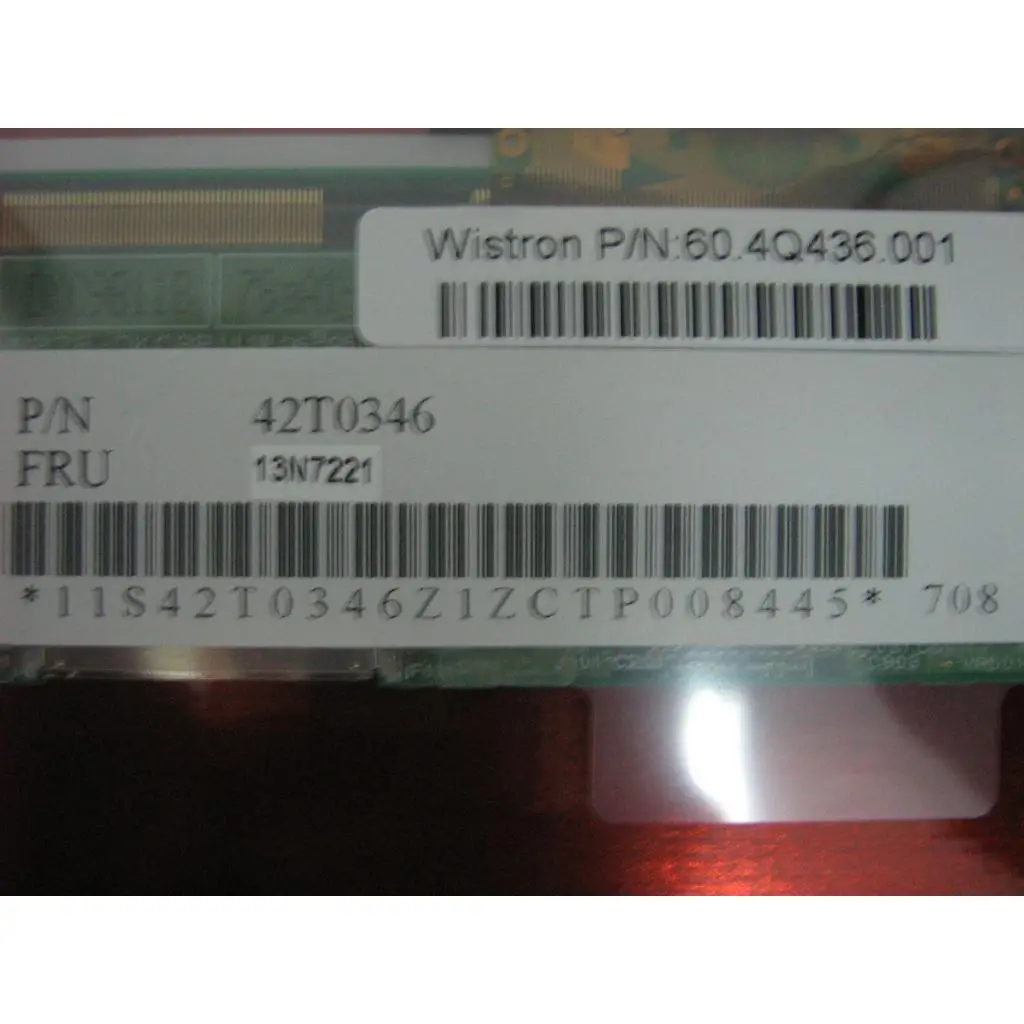 Wistron P/N:60.4Q436.001
P/N 42T0346
FRU 13N7221
*11S42T0346Z1ZCTP008445* 708